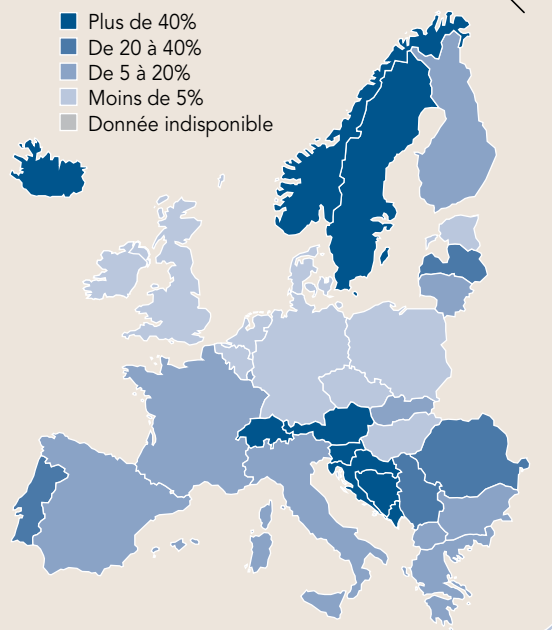 Plus de 40%
De 20 à 40%
De 5 à 20%
Moins de 5%
Donnée indisponible